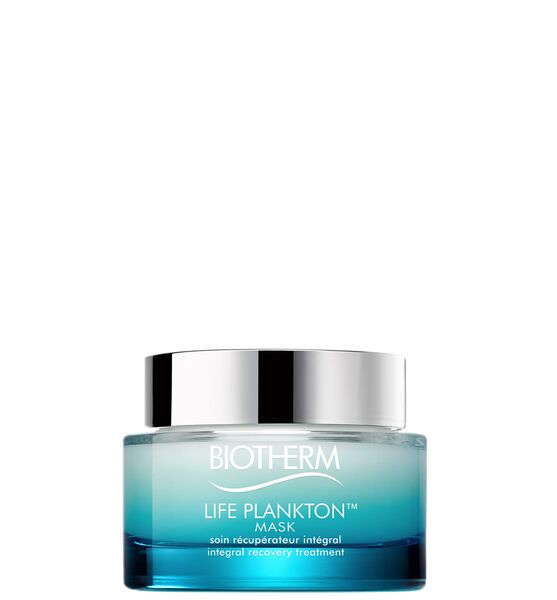 BIOTHERM
LIFE PLANKTON™
MASK
soin récupérateur intégral
integral recovery treatment